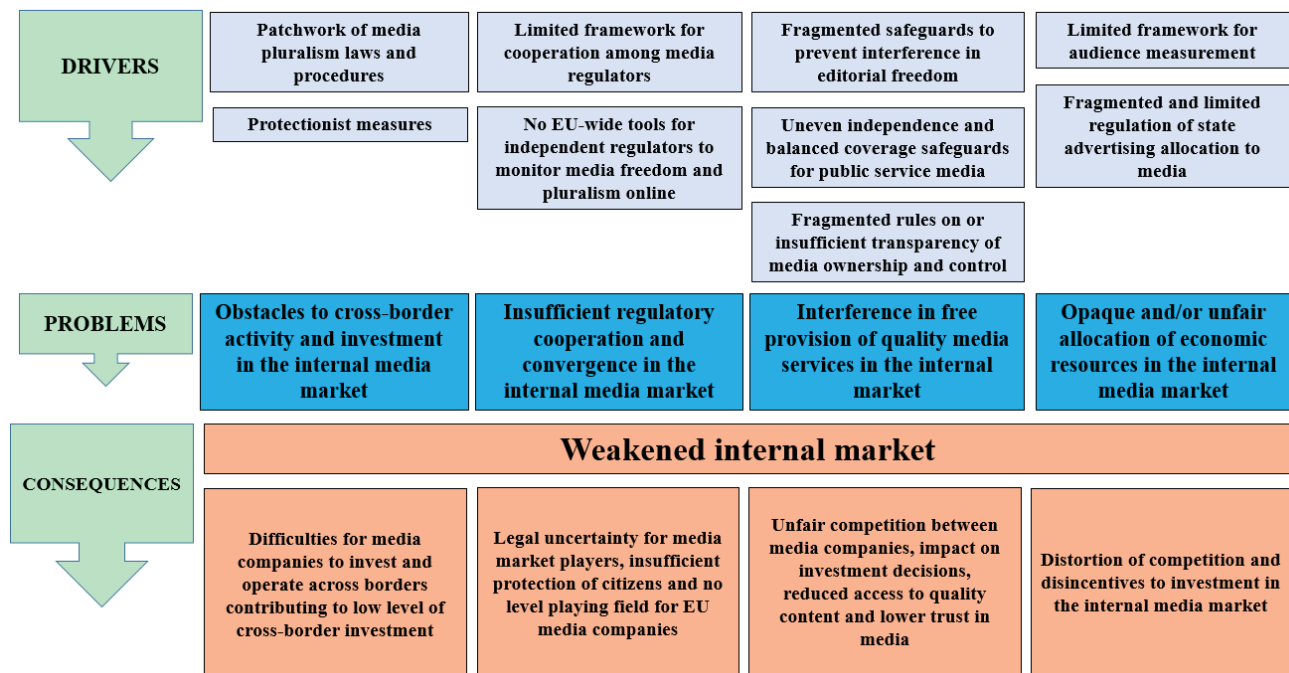 DRIVERS
Patchwork of media
pluralism laws and
procedures
Protectionist measures
Limited framework for
cooperation among media
regulators
No EU-wide tools for
independent regulators to
monitor media freedom and
pluralism online
Fragmented safeguards to
prevent interference in
editorial freedom
Uneven independence and
balanced coverage safeguards
for public service media
Fragmented rules on or
insufficient transparency of
media ownership and control
Limited framework for
audience measurement
Fragmented and limited
regulation of state
advertising allocation to
media
PROBLEMS
Obstacles to cross-border
activity and investment
in the internal media
market
Insufficient regulatory
cooperation and
convergence in the
internal media market
Interference in free
provision of quality media
services in the internal
market
Opaque and/or unfair
allocation of economic
resources in the internal
media market
CONSEQUENCES
Weakened internal market
Difficulties for media
companies to invest and
operate across borders
contributing to low level of
cross-border investment
Legal uncertainty for media
market players, insufficient
protection of citizens and no
level playing field for EU
media companies
Unfair competition between
media companies, impact on
investment decisions,
reduced access to quality
content and lower trust in
media
Distortion of competition and
disincentives to investment in
the internal media market